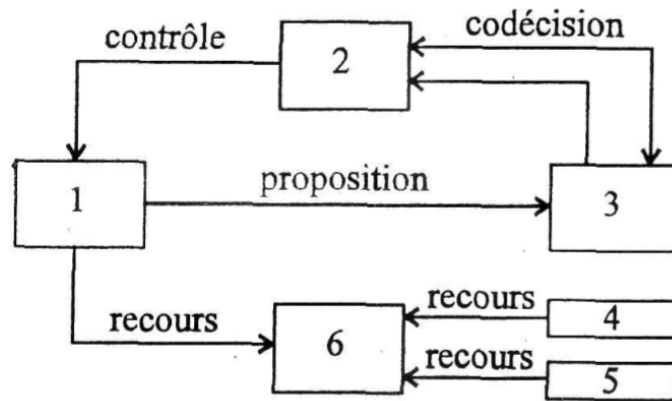 contrôle
2
codécision
1
proposition
3
recours
6
recours
4
recours
5